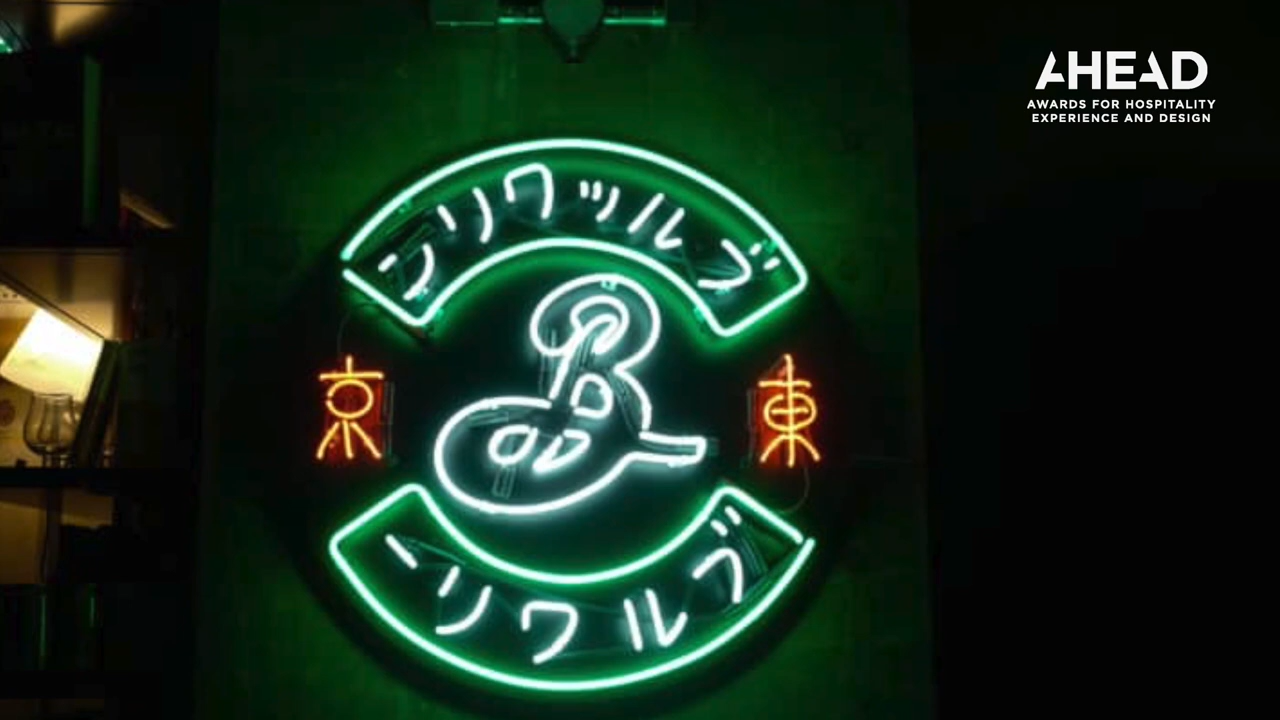 AHEAD
AWARDS FOR HOSPITALITY
EXPERIENCE AND DESIGN
ブルックリン
B
東京
ブルワリー